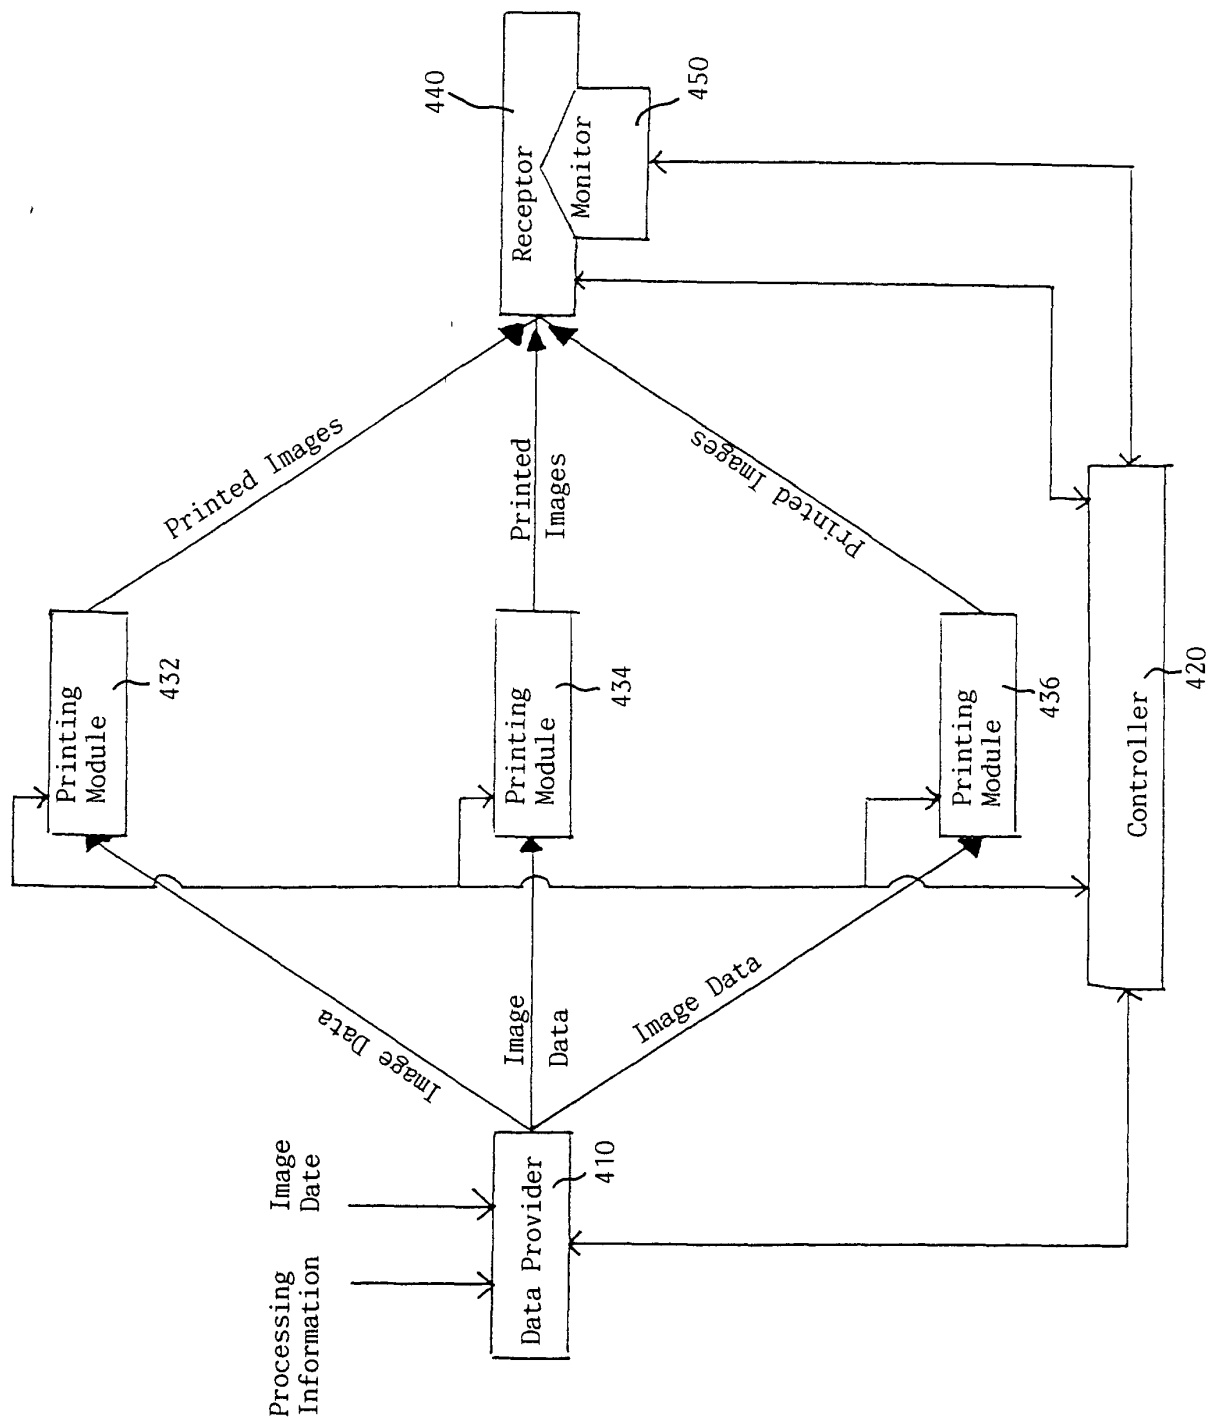 Processing
Information
Image
Date
Data Provider
410
Image Data
Image
Data
Image Data
Printing
Module
432
Printing
Module
434
Printing
Module
436
Printed Images
Printed
Images
Printed Images
Receptor
440
Monitor
450
Controller
420